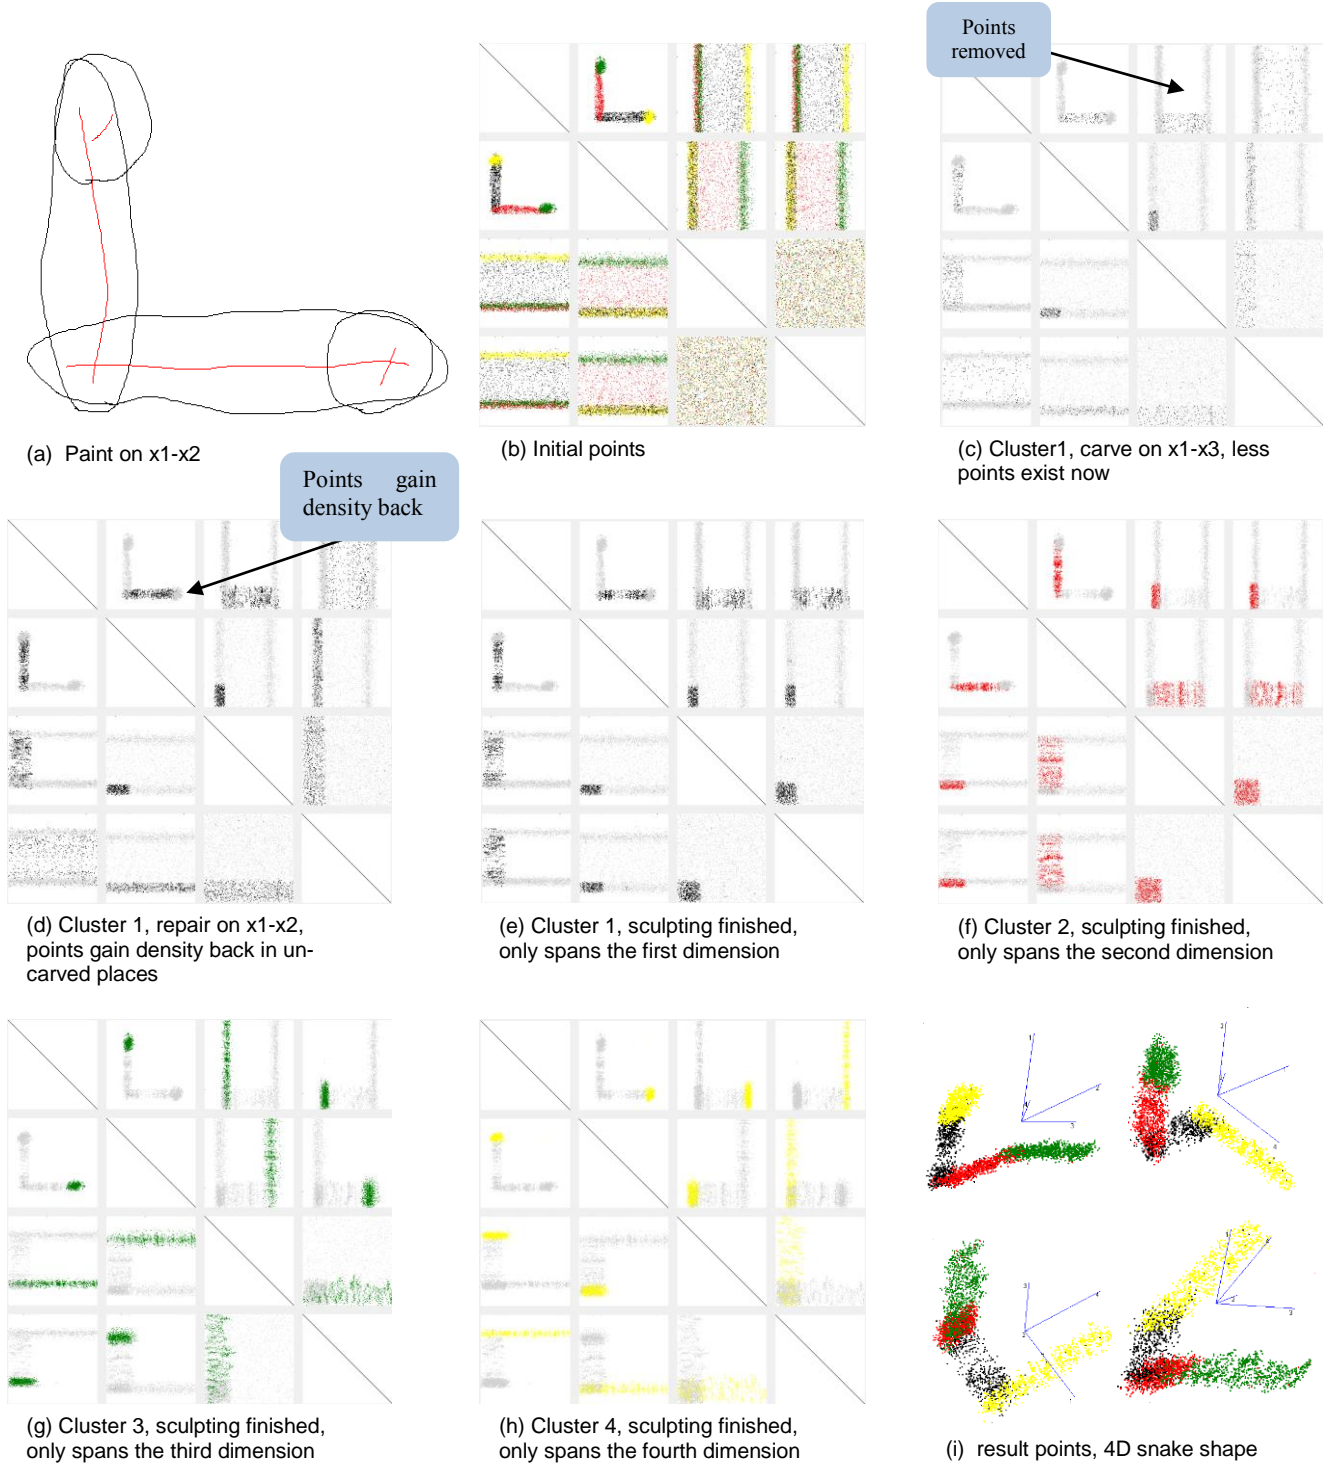 Points
removed
(a) Paint on x1-x2
(b) Initial points
(c) Cluster1, carve on x1-x3, less
points exist now
Points gain
density back
(d) Cluster 1, repair on x1-x2,
points gain density back in un-
carved places
(e) Cluster 1, sculpting finished,
only spans the first dimension
(f) Cluster 2, sculpting finished,
only spans the second dimension
(g) Cluster 3, sculpting finished,
only spans the third dimension
(h) Cluster 4, sculpting finished,
only spans the fourth dimension
(i) result points, 4D snake shape